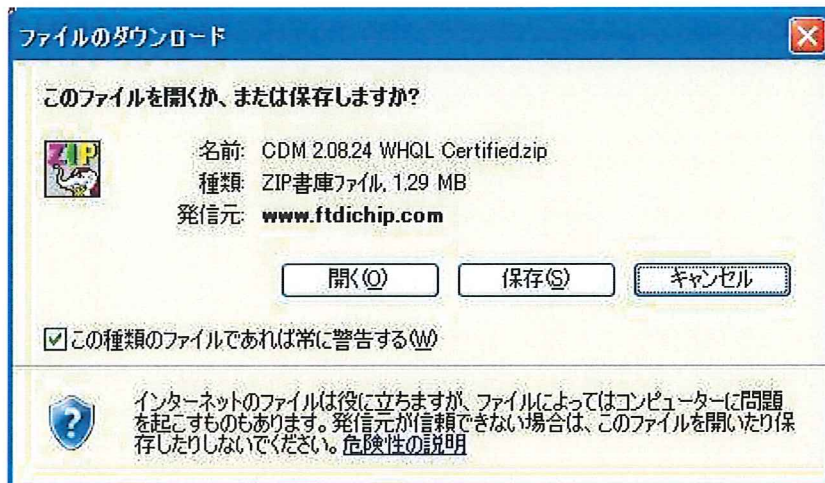 ファイルのダウンロード
このファイルを開くか、または保存しますか?
ZIP
名前: CDM 2.08.24 WHQL Certified.zip
種類: ZIP書庫ファイル, 1.29 MB
発信元: www.ftdichip.com
開く(O) 保存(S) キャンセル
この種類のファイルであれば常に警告する(W)
インターネットのファイルは役に立ちますが、ファイルによってはコンピューターに問題
を起こすものもあります。発信元が信頼できない場合は、このファイルを開いたり保
存したりしないでください。危険性の説明